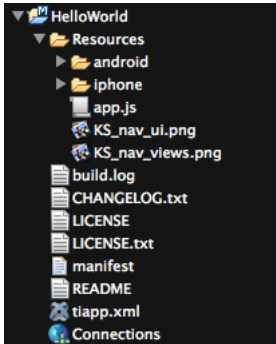 HelloWorld
Resources
android
iphone
app.js
KS_nav_ui.png
KS_nav_views.png
build.log
CHANGELOG.txt
LICENSE
LICENSE.txt
manifest
README
tiapp.xml
Connections